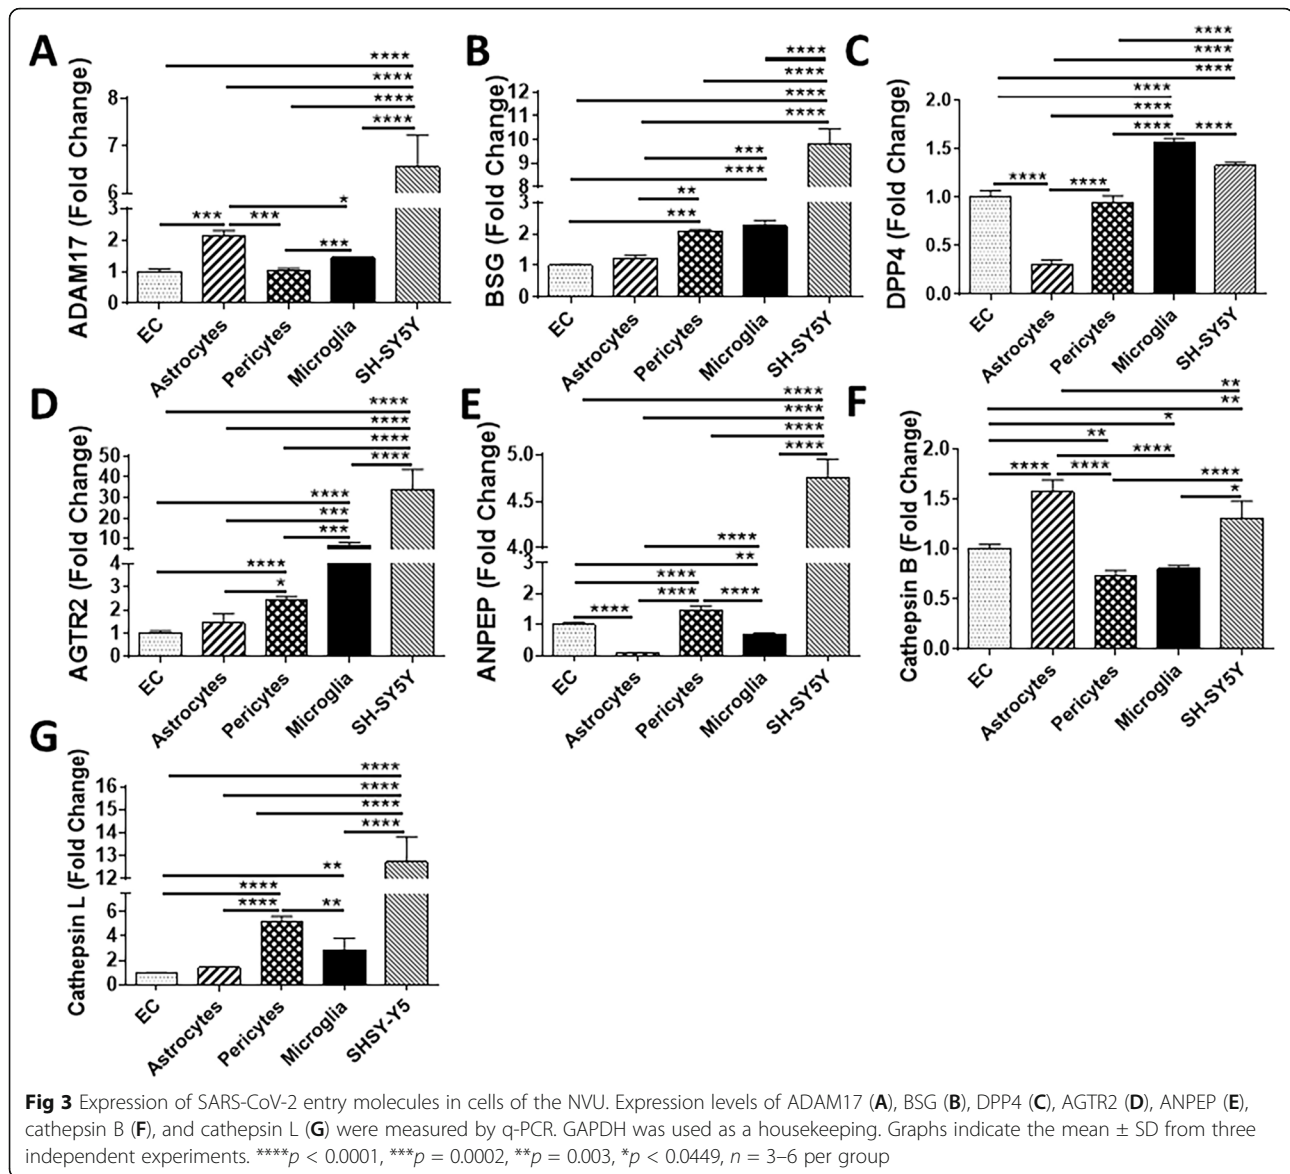 A
ADAM17 (Fold Change)
8
7
6
3
2
1
0
****
****
****
****
*
*** ***
***
EC
Astrocytes
Pericytes
Microglia
SH-SY5Y
B
BSG (Fold Change)
12
11
10
9
8
3
2
1
0
****
****
****
****
***
****
**
***
EC
Astrocytes
Pericytes
Microglia
SH-SY5Y
C
DPP4 (Fold Change)
2.0
1.5
1.0
0.5
0.0
****
****
****
****
****
**** ****
**** ****
EC
Astrocytes
Pericytes
Microglia
SH-SY5Y
D
AGTR2 (Fold Change)
50
40
30
20
10
4
3
2
1
0
****
****
****
****
****
***
***
****
*
EC
Astrocytes
Pericytes
Microglia
SH-SY5Y
E
ANPEP (Fold Change)
5.0
4.5
4.0
3
2
1
0
****
****
****
****
****
**
****
**** ****
****
EC
Astrocytes
Pericytes
Microglia
SH-SY5Y
F
Cathepsin B (Fold Change)
2.0
1.5
1.0
0.5
0.0
**
**
*
**
****
**** **** ****
*
EC
Astrocytes
Pericytes
Microglia
SH-SY5Y
G
Cathepsin L (Fold Change)
16
15
14
13
12
6
4
2
0
****
****
****
****
**
****
**** **
EC
Astrocytes
Pericytes
Microglia
SHSY-Y5
Fig 3 Expression of SARS-CoV-2 entry molecules in cells of the NVU. Expression levels of ADAM17 (A), BSG (B), DPP4 (C), AGTR2 (D), ANPEP (E),
cathepsin B (F), and cathepsin L (G) were measured by q-PCR. GAPDH was used as a housekeeping. Graphs indicate the mean ± SD from three
independent experiments. ****p < 0.0001, ***p = 0.0002, **p = 0.003, *p < 0.0449, n = 3–6 per group